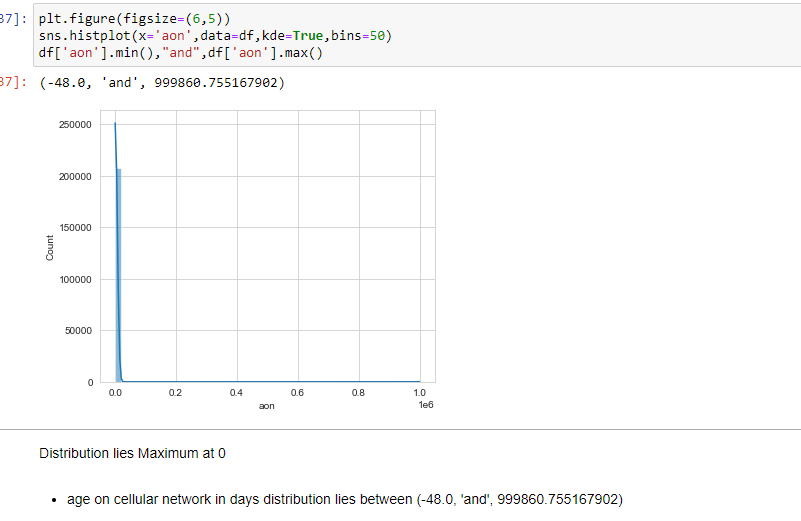 37]: plt.figure(figsize=(6,5))
sns.histplot(x='aon',data=df,kde=True,bins=50)
df['aon'].min(),"and",df['aon'].max()
37]: (-48.0, 'and', 999860.755167902)
250000
200000
150000
100000
50000
0
Count
0.0 0.2 0.4 0.6 0.8 1.0
1e6
aon
Distribution lies Maximum at 0
• age on cellular network in days distribution lies between (-48.0, 'and', 999860.755167902)